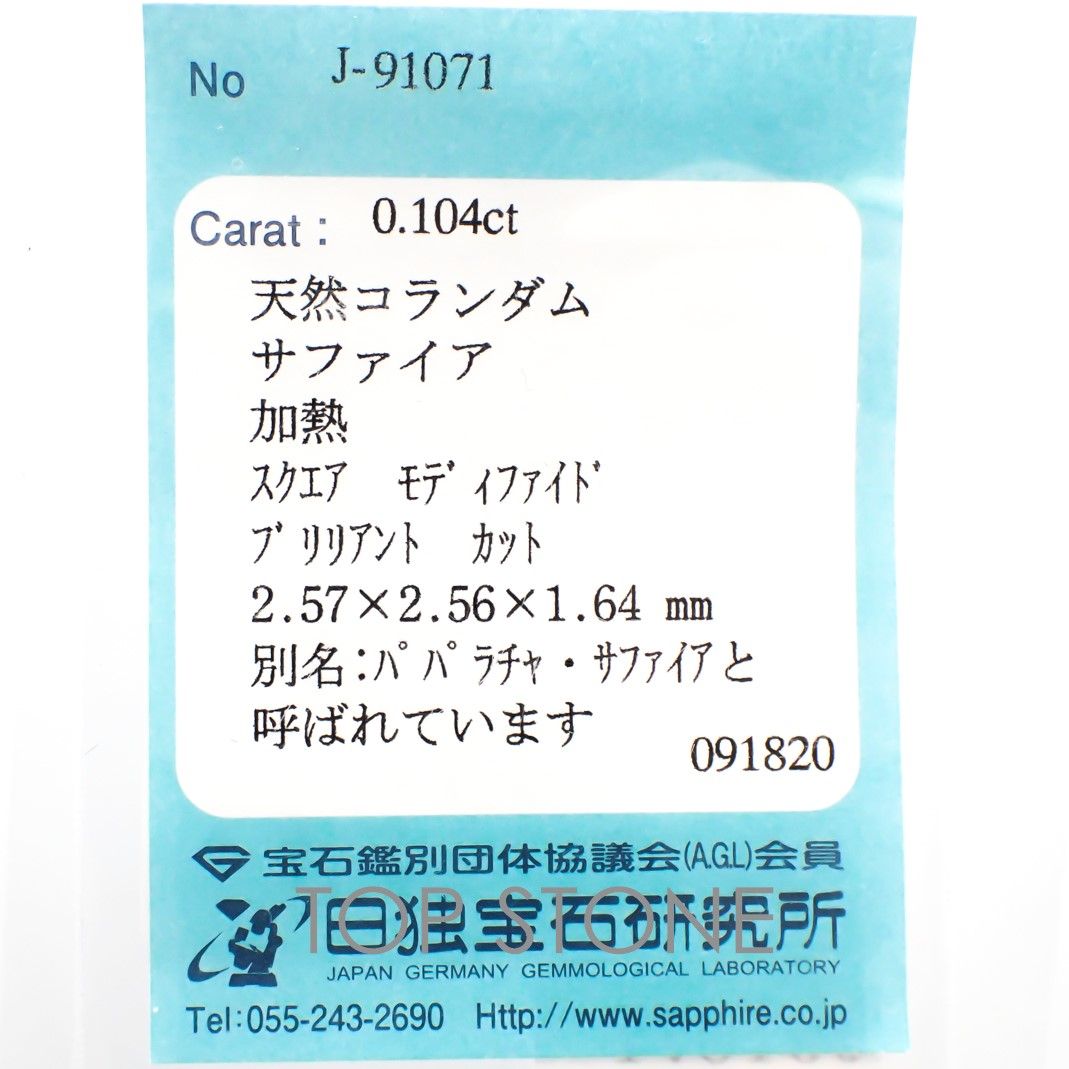 No J-91071
Carat: 0.104ct
天然コランダム
サファイア
加熱
ｽｸｴｱ ﾓﾃﾞｨﾌｧｲﾄﾞ
ﾌﾞﾘﾘｱﾝﾄ ｶｯﾄ
2.57×2.56×1.64 mm
別名:ﾊﾟﾊﾟﾗﾁｬ・ｻﾌｧｲｱと
呼ばれています
091820
宝石鑑別団体協議会(A.G.L)会員
TOP STONE
日独宝石研究所
JAPAN GERMANY GEMMOLOGICAL LABORATORY
Tel:055-243-2690 Http://www.sapphire.co.jp